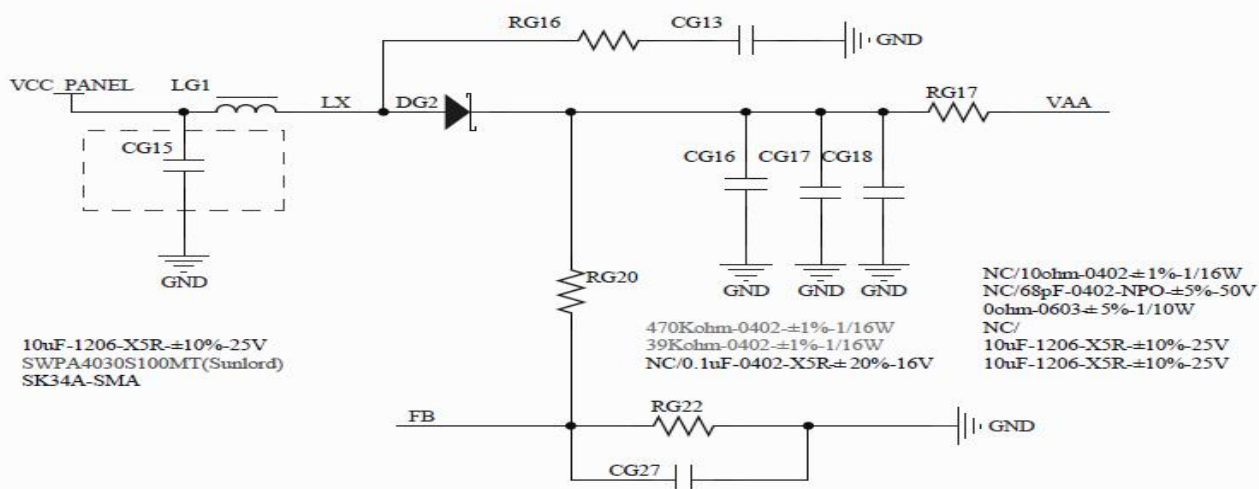 RG16
CG13
GND
VCC_PANEL
LG1
LX
DG2
RG17
VAA
CG15
CG16
CG17
CG18
GND
RG20
GND
GND
GND
NC/10ohm-0402-±1%-1/16W
NC/68pF-0402-NPO-±5%-50V
0ohm-0603-±5%-1/10W
NC/
10uF-1206-X5R-±10%-25V
10uF-1206-X5R-±10%-25V
470Kohm-0402-±1%-1/16W
39Kohm-0402-±1%-1/16W
NC/0.1uF-0402-X5R-±20%-16V
10uF-1206-X5R-±10%-25V
SWPA4030S100MT(Sunlord)
SK34A-SMA
FB
RG22
GND
CG27